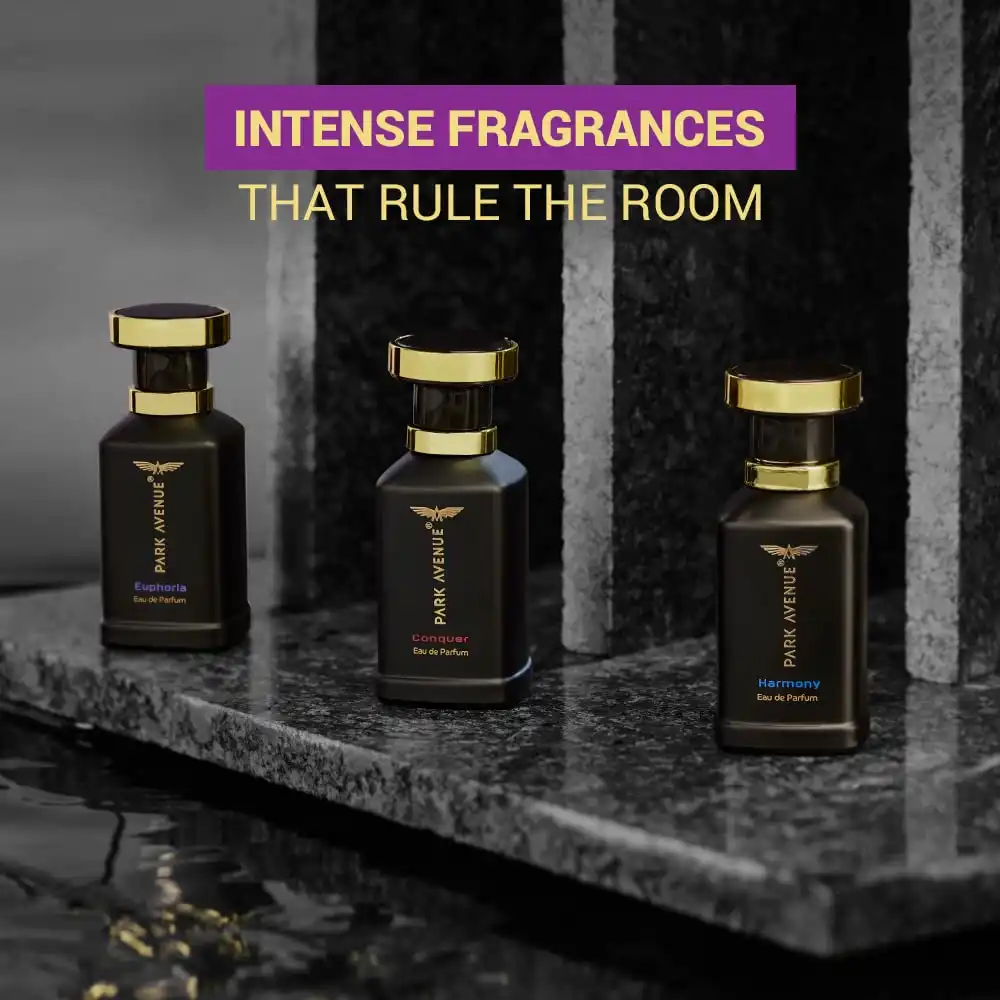 INTENSE FRAGRANCES
THAT RULE THE ROOM
PARK AVENUE®
Euphoria
Eau de Parfum
PARK AVENUE®
Conquer
Eau de Parfum
PARK AVENUE®
Harmony
Eau de Parfum